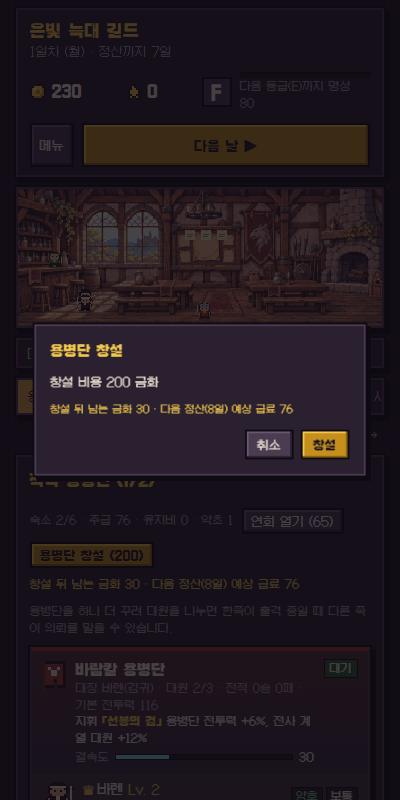 은빛 늑대 길드
1일차 (월) · 정산까지 7일
230
0
F
다음 등급(E)까지 명성
80
메뉴
다음 날 ▶
용병단 창설
창설 비용 200 금화
창설 뒤 남는 금화 30 · 다음 정산(8일) 예상 급료 76
취소
창설
숙소 2/6 주급 76 · 유지비 0 약초 1
연회 열기 (65)
용병단 창설 (200)
창설 뒤 남는 금화 30 · 다음 정산(8일) 예상 급료 76
용병단을 하나 더 꾸려 대원을 나누면 한쪽이 출격 중일 때 다른 쪽
이 의뢰를 맡을 수 있습니다.
바람칼 용병단
대기
대장 바렌(검귀) · 대원 2/3 · 전적 0승 0패 ·
기본 전투력 116
지휘 「선봉의 검」 용병단 전투력 +6%, 전사 계
열 대원 +12%
결속도
30
바렌 Lv. 2
양호
보통